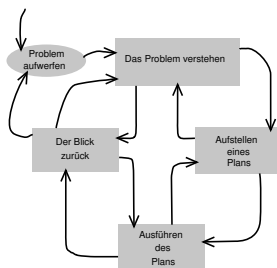 Problem
aufwerfen
Das Problem verstehen
Der Blick
zurück
Aufstellen
eines
Plans
Ausführen
des
Plans